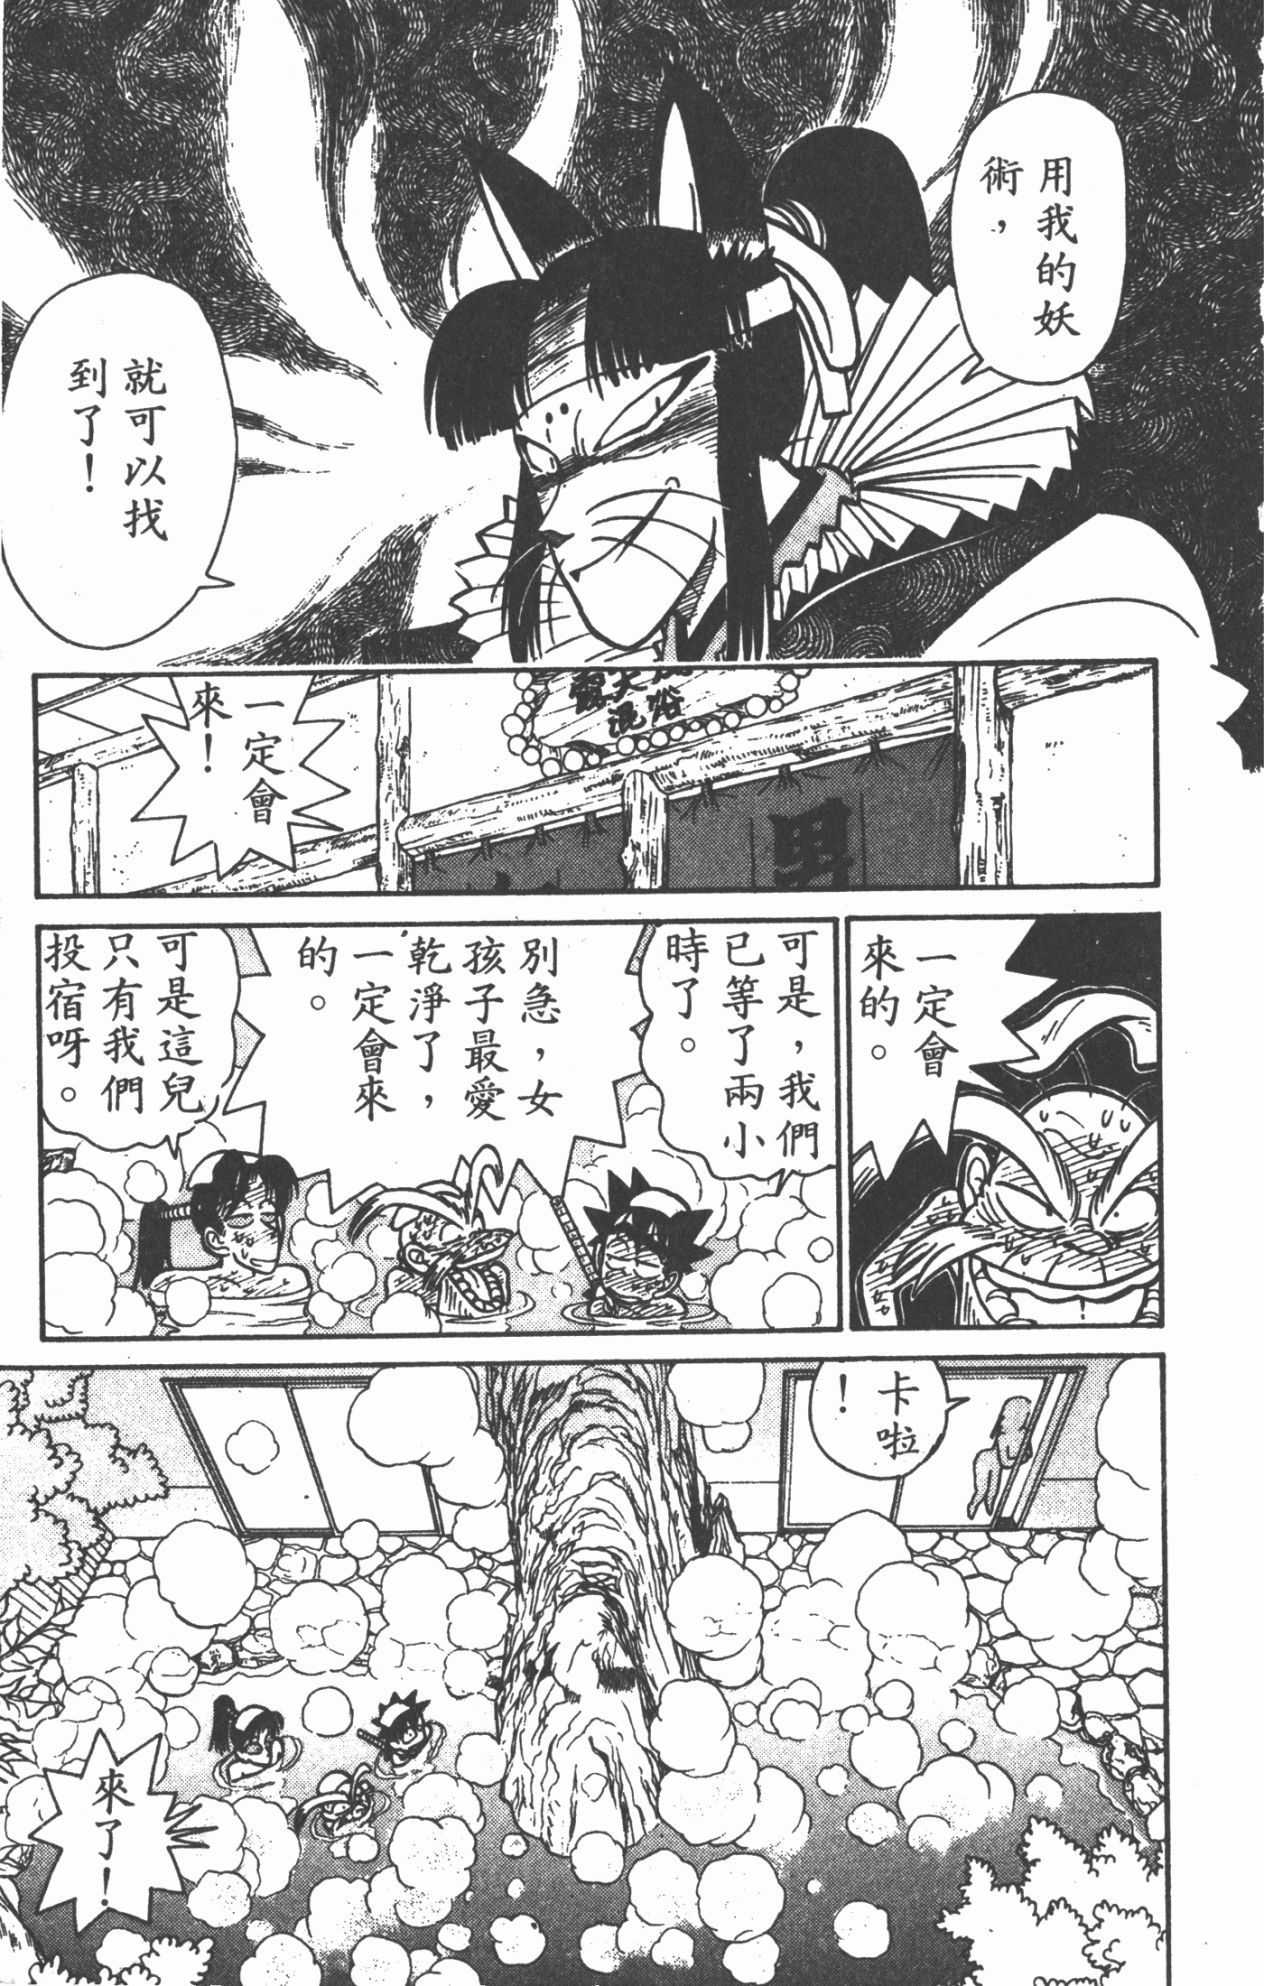 用我的妖
術，
就可以找
到了！
混浴
男
一定會
來！
一定會
來的。
可是，我們
已等了兩小
時了。
別急，女
孩子最愛
乾淨了，
一定會來
的。
可是這兒
只有我們
投宿呀。
卡啦
！
來了！